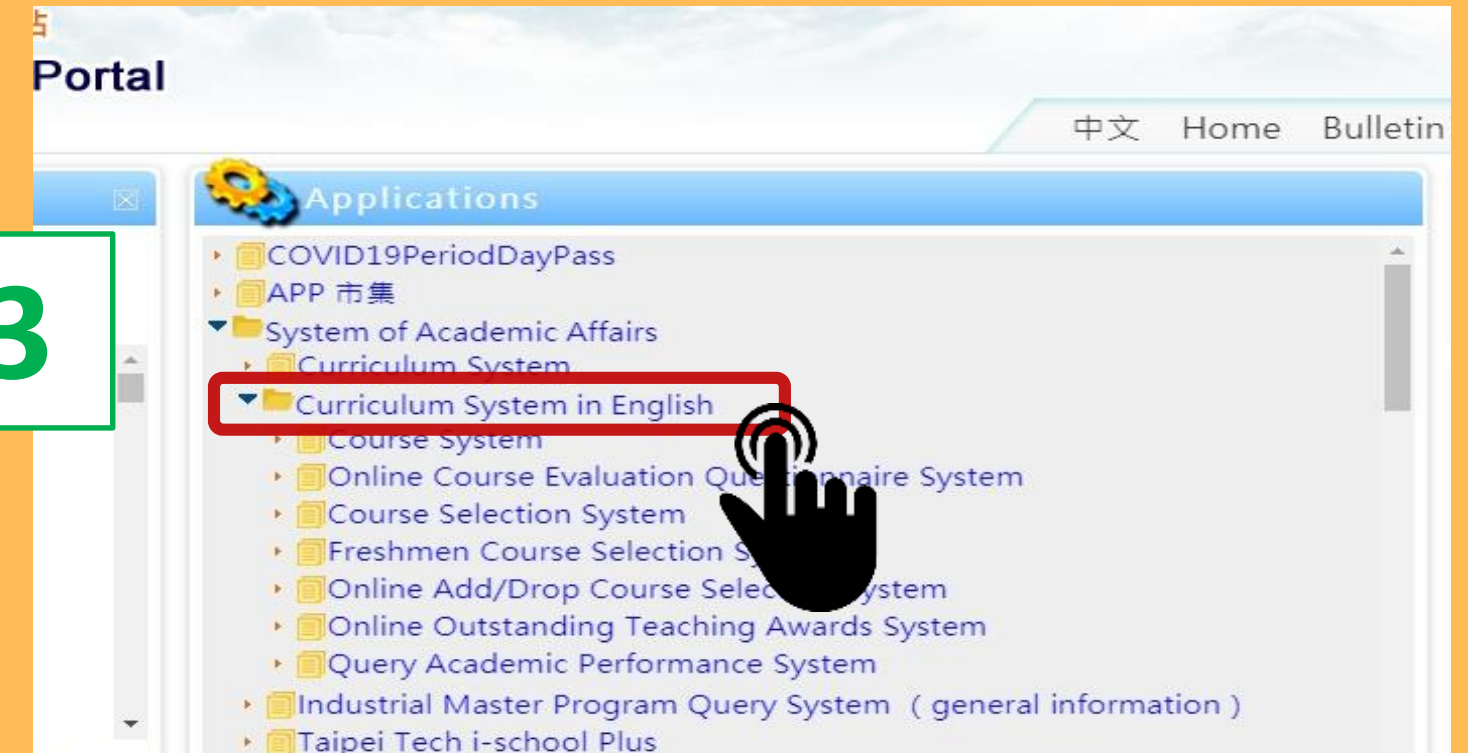 站
Portal
中文 Home Bulletin
Applications
3
COVID19PeriodDayPass
APP 市集
System of Academic Affairs
Curriculum System
Curriculum System in English
Course System
Online Course Evaluation Questionnaire System
Course Selection System
Freshmen Course Selection S
Online Add/Drop Course Selec ystem
Online Outstanding Teaching Awards System
Query Academic Performance System
Industrial Master Program Query System ( general information )
Taipei Tech i-school Plus